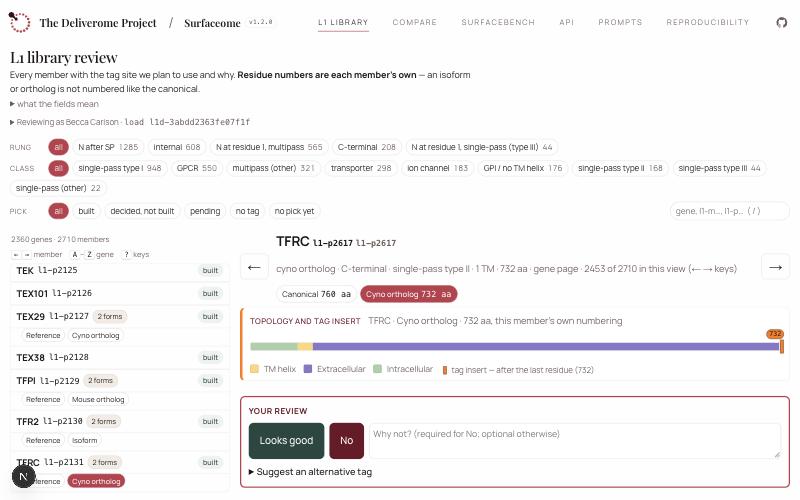 The Deliverome Project / Surfaceome v1.2.0 L1 LIBRARY COMPARE SURFACEBENCH API PROMPTS REPRODUCIBILITY
L1 library review
Every member with the tag site we plan to use and why. Residue numbers are each member's own — an isoform
or ortholog is not numbered like the canonical.
▶ what the fields mean
▶ Reviewing as Becca Carlson · load l1d-3abdd2363fe07f1f
RUNG all N after SP 1285 internal 608 N at residue I, multipass 565 C-terminal 208 N at residue I, single-pass (type III) 44
CLASS all single-pass type I 948 GPCR 550 multipass (other) 321 transporter 298 ion channel 183 GPI / no TM helix 176 single-pass type II 168 single-pass type III 44
single-pass (other) 22
PICK all built decided, not built pending no tag no pick yet gene, l1-m..., l1-p... ( / )
2360 genes · 2710 members
← → member A – Z gene ? keys
TEK l1-p2125 built
TEX101 l1-p2126 built
TEX29 l1-p2127 2 forms built
Reference Cyno ortholog
TEX38 l1-p2128 built
TFPI l1-p2129 2 forms built
Reference Mouse ortholog
TFR2 l1-p2130 2 forms built
Reference Isoform
TFRC l1-p2131 2 forms built
Cyno ortholog
N
TFRC l1-p2617 l1-p2617
← cyno ortholog · C-terminal · single-pass type II · 1 TM · 732 aa · gene page · 2453 of 2710 in this view (← → keys) →
Canonical 760 aa Cyno ortholog 732 aa
TOPOLOGY AND TAG INSERT TFRC · Cyno ortholog · 732 aa, this member's own numbering
732
TM helix Extracellular Intracellular tag insert — after the last residue (732)
YOUR REVIEW
Looks good No Why not? (required for No; optional otherwise)
▶ Suggest an alternative tag